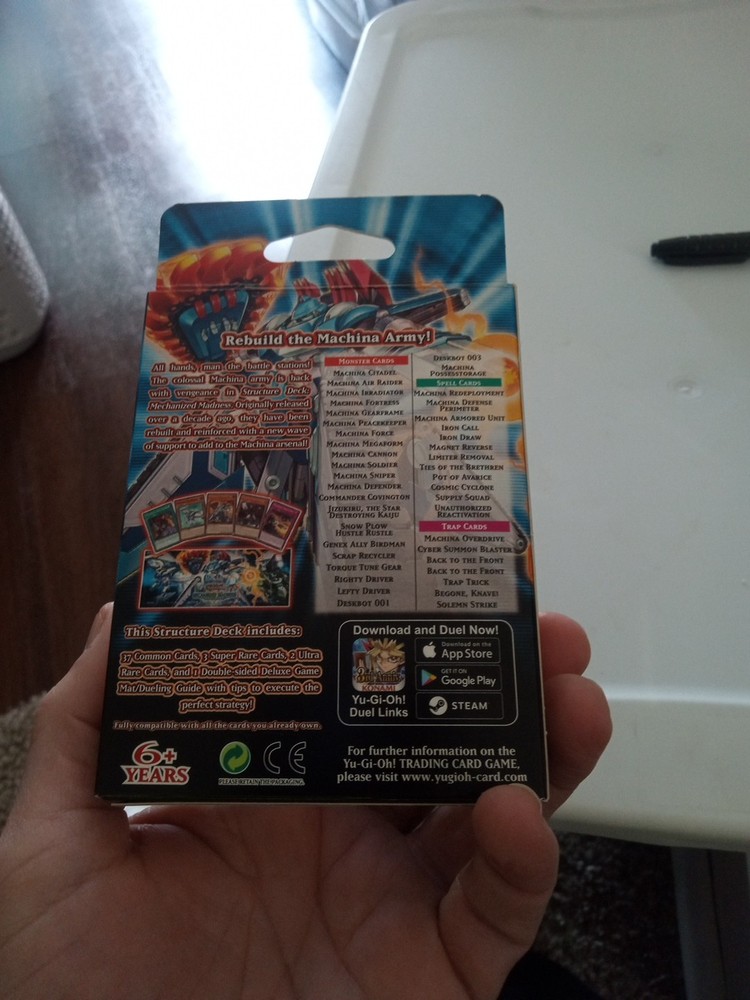 Rebuild the Machina Army!
All hands, man the battle stations!
The colossal Machina army is back
with vengeance in Structure Deck:
Mechanized Madness. Originally released
over a decade ago, they have been
rebuilt and reinforced with a new wave
of support to add to the Machina arsenal!
MONSTER CARDS
MACHINA CITADEL
MACHINA AIR RAIDER
MACHINA IRRADIATOR
MACHINA FORTRESS
MACHINA GEARFRAME
MACHINA PEACEKEEPER
MACHINA FORCE
MACHINA MEGAFORM
MACHINA CANNON
MACHINA SOLDIER
MACHINA SNIPER
MACHINA DEFENDER
COMMANDER COVINGTON
JIZUKIRU, THE STAR
DESTROYING KAIJU
SNOW PLOW
HUSTLE RUSTLE
GENEX ALLY BIRDMAN
SCRAP RECYCLER
TORQUE TUNE GEAR
RIGHTY DRIVER
LEFTY DRIVER
DESKBOT 001
DESKBOT 003
MACHINA
POSSESSTORAGE
SPELL CARDS
MACHINA REDEPLOYMENT
MACHINA DEFENSE
PERIMETER
MACHINA ARMORED UNIT
IRON CALL
IRON DRAW
MAGNET REVERSE
LIMITER REMOVAL
TIES OF THE BRETHREN
POT OF AVARICE
COSMIC CYCLONE
SUPPLY SQUAD
UNAUTHORIZED
REACTIVATION
TRAP CARDS
MACHINA OVERDRIVE
CYBER SUMMON BLASTER
BACK TO THE FRONT
BACK TO THE FRONT
TRAP TRICK
BEGONE, KNAVE!
SOLEMN STRIKE
This Structure Deck includes:
37 Common Cards, 3 Super Rare Cards, 2 Ultra
Rare Cards, and 1 Double-sided Deluxe Game
Mat/Dueling Guide with tips to execute the
perfect strategy!
Fully compatible with all the cards you already own.
Download and Duel Now!
KONAMI
Yu-Gi-Oh!
Duel Links
Download on the
App Store
GET IT ON
Google Play
STEAM
6+
YEARS
PLEASE RETAIN THE PACKAGING.
CE
For further information on the
Yu-Gi-Oh! TRADING CARD GAME,
please visit www.yugioh-card.com